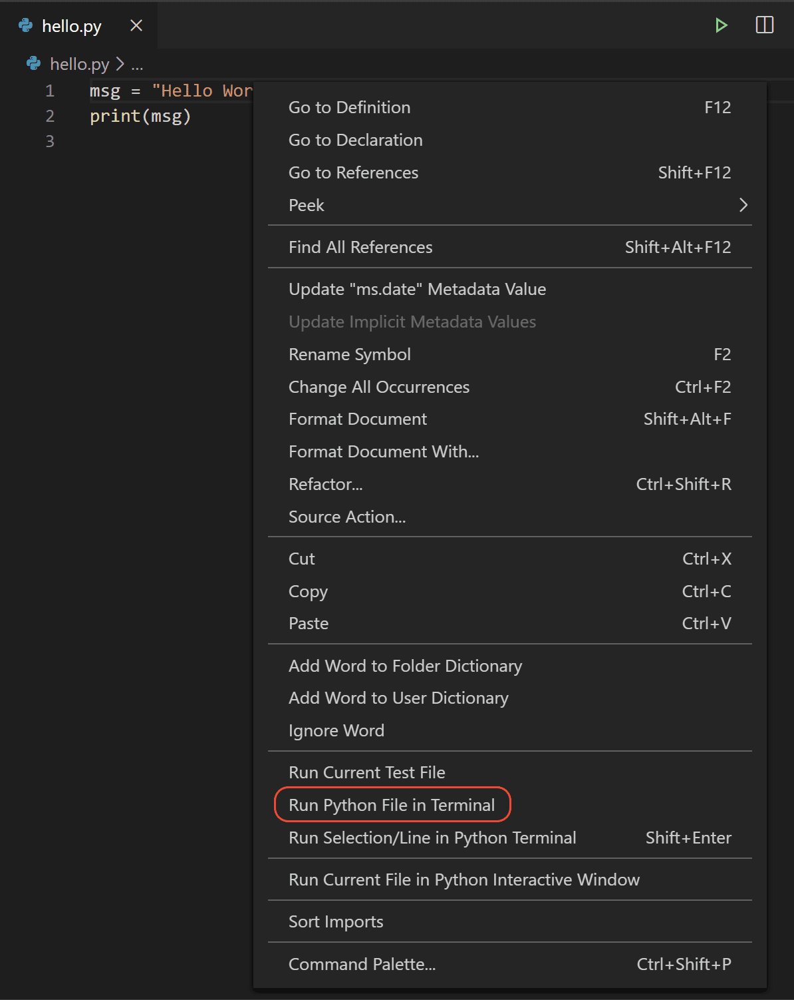 hello.py
hello.py > ...
1 msg = "Hello Wor
2 print(msg)
3
Go to Definition F12
Go to Declaration
Go to References Shift+F12
Peek
Find All References Shift+Alt+F12
Update "ms.date" Metadata Value
Update Implicit Metadata Values
Rename Symbol F2
Change All Occurrences Ctrl+F2
Format Document Shift+Alt+F
Format Document With...
Refactor... Ctrl+Shift+R
Source Action...
Cut Ctrl+X
Copy Ctrl+C
Paste Ctrl+V
Add Word to Folder Dictionary
Add Word to User Dictionary
Ignore Word
Run Current Test File
Run Python File in Terminal
Run Selection/Line in Python Terminal Shift+Enter
Run Current File in Python Interactive Window
Sort Imports
Command Palette... Ctrl+Shift+P